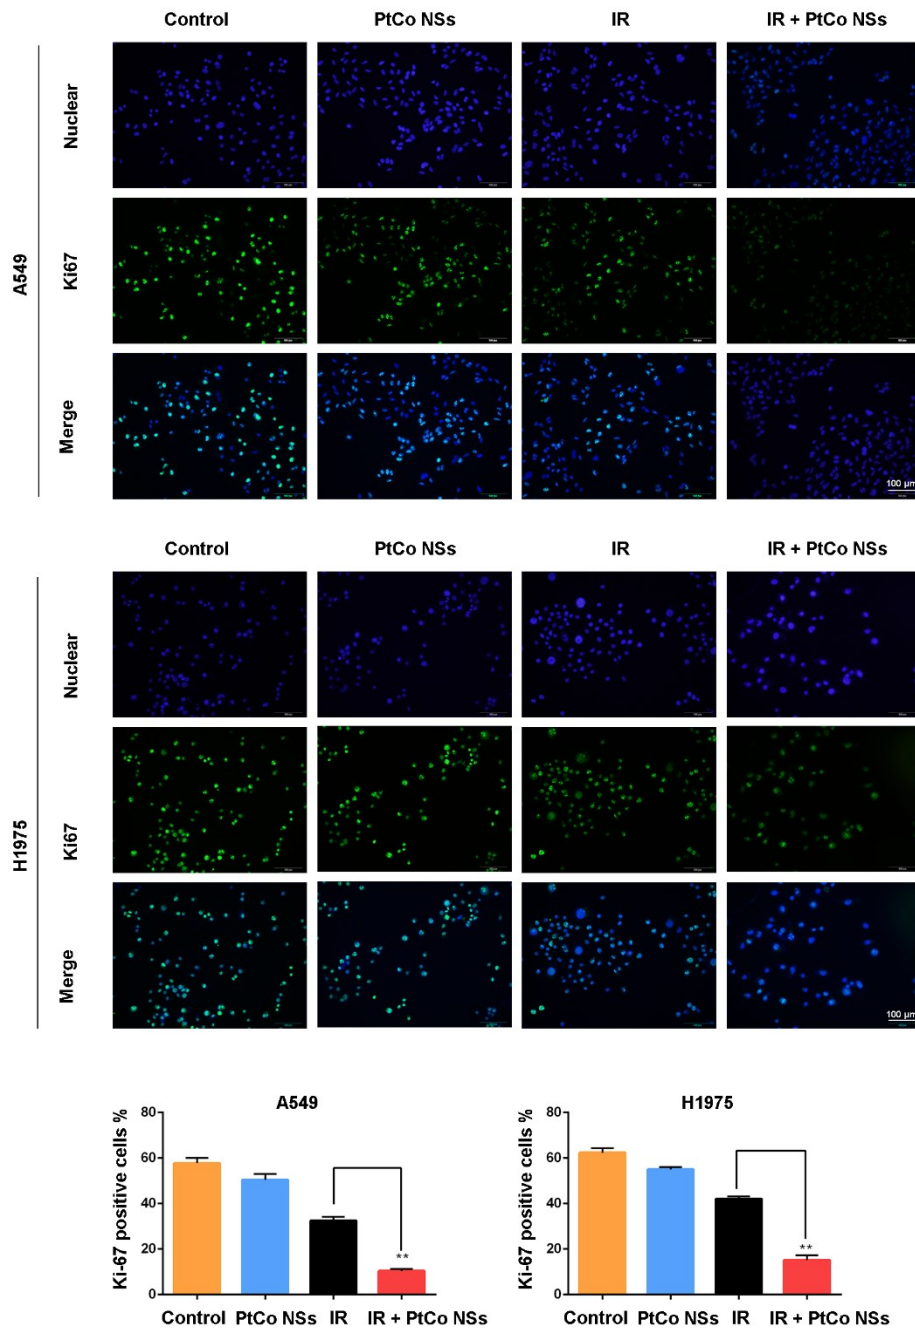 Control PtCo NSs IR IR + PtCo NSs
A549
Nuclear
Ki67
Merge
100 µm
Control PtCo NSs IR IR + PtCo NSs
H1975
Nuclear
Ki67
Merge
100 µm
A549
Ki-67 positive cells %
80
60
40
20
0
**
Control PtCo NSs IR IR + PtCo NSs
H1975
Ki-67 positive cells %
80
60
40
20
0
**
Control PtCo NSs IR IR + PtCo NSs